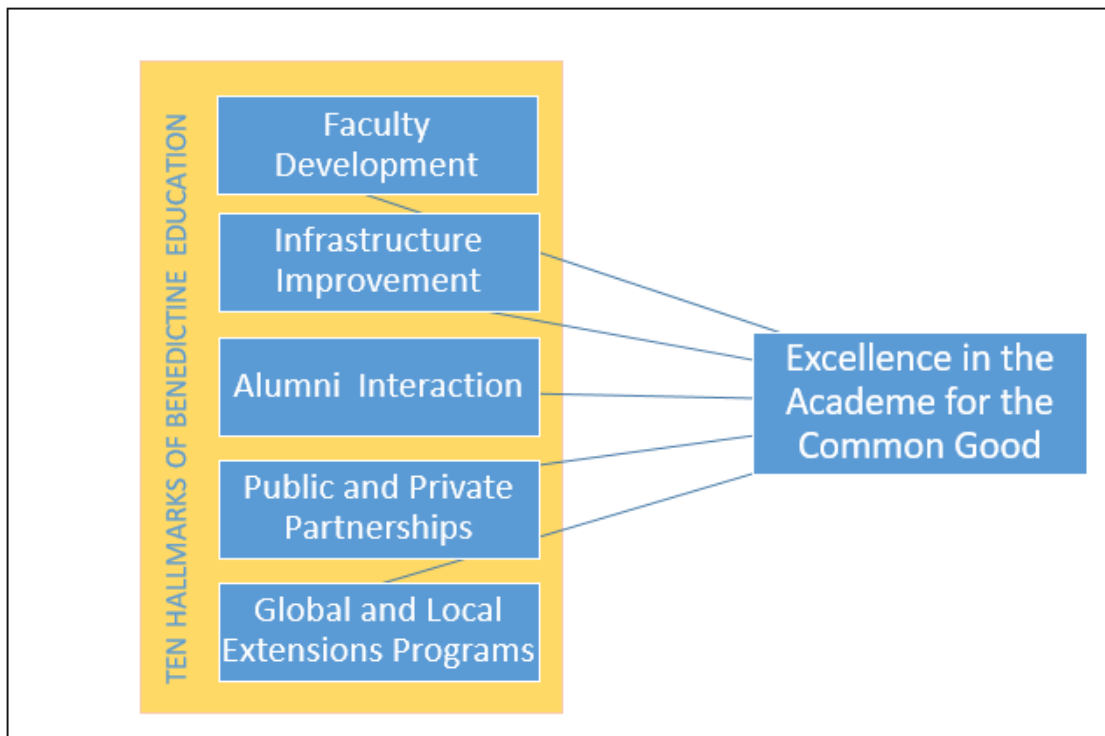 TEN HALLMARKS OF BENEDICTINE EDUCATION
Faculty
Development
Infrastructure
Improvement
Alumni Interaction
Public and Private
Partnerships
Global and Local
Extensions Programs
Excellence in the
Academe for the
Common Good